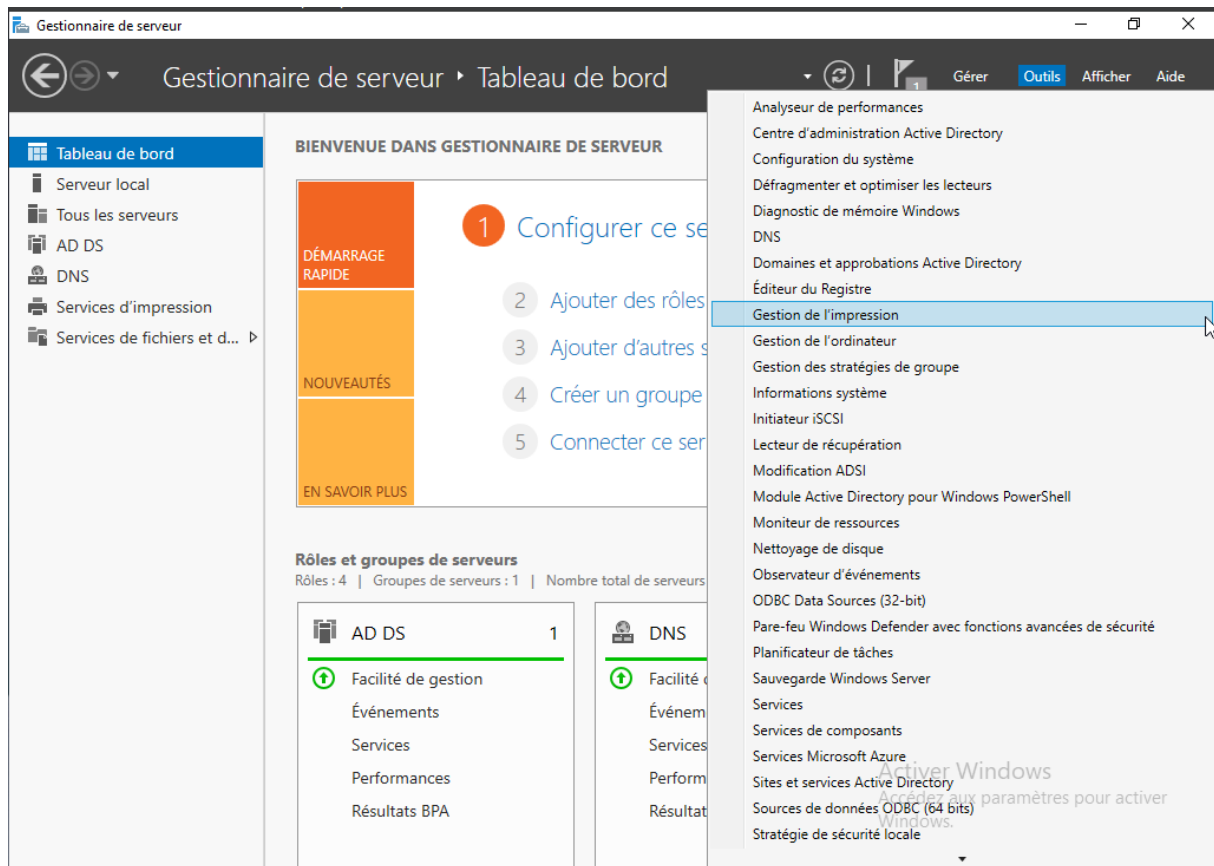 Gestionnaire de serveur
Gestionnaire de serveur ‣ Tableau de bord
1
Gérer
Outils
Afficher
Aide
Tableau de bord
Serveur local
Tous les serveurs
AD DS
DNS
Services d'impression
Services de fichiers et d...
BIENVENUE DANS GESTIONNAIRE DE SERVEUR
DÉMARRAGE
RAPIDE
NOUVEAUTÉS
EN SAVOIR PLUS
1 Configurer ce se
2 Ajouter des rôles
3 Ajouter d'autres s
4 Créer un groupe
5 Connecter ce ser
Rôles et groupes de serveurs
Rôles : 4 | Groupes de serveurs : 1 | Nombre total de serveurs
AD DS 1
Facilité de gestion
Événements
Services
Performances
Résultats BPA
DNS
Facilité
Événem
Services
Perform
Résultat
Analyseur de performances
Centre d'administration Active Directory
Configuration du système
Défragmenter et optimiser les lecteurs
Diagnostic de mémoire Windows
DNS
Domaines et approbations Active Directory
Éditeur du Registre
Gestion de l'impression
Gestion de l'ordinateur
Gestion des stratégies de groupe
Informations système
Initiateur iSCSI
Lecteur de récupération
Modification ADSI
Module Active Directory pour Windows PowerShell
Moniteur de ressources
Nettoyage de disque
Observateur d'événements
ODBC Data Sources (32-bit)
Pare-feu Windows Defender avec fonctions avancées de sécurité
Planificateur de tâches
Sauvegarde Windows Server
Services
Services de composants
Services Microsoft Azure
Sites et services Active Directory
Sources de données ODBC (64 bits)
Stratégie de sécurité locale
Activer Windows
Accédez aux paramètres pour activer
Windows.